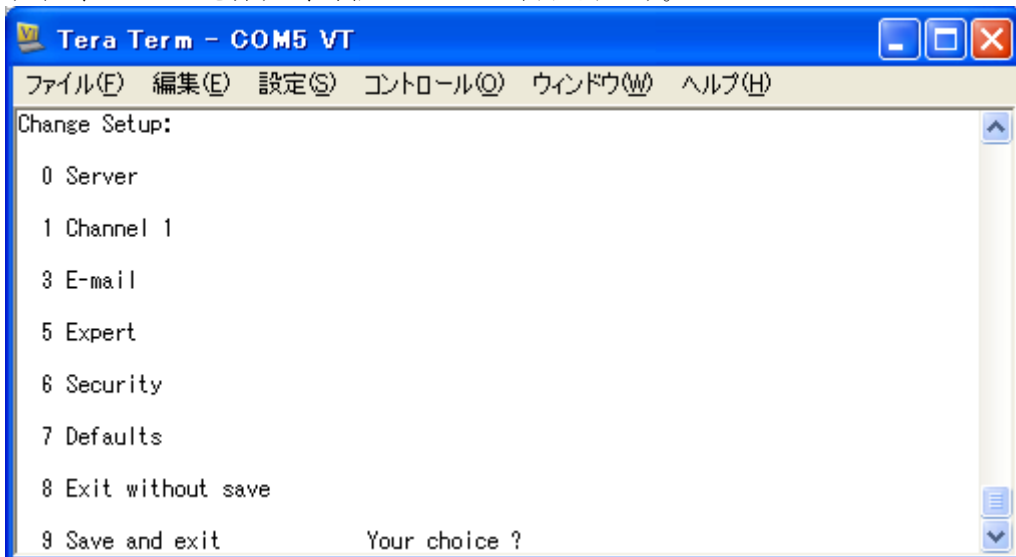 Tera Term - COM5 VT
ファイル(F) 編集(E) 設定(S) コントロール(O) ウィンドウ(W) ヘルプ(H)
Change Setup:
0 Server
1 Channel 1
3 E-mail
5 Expert
6 Security
7 Defaults
8 Exit without save
9 Save and exit Your choice ?